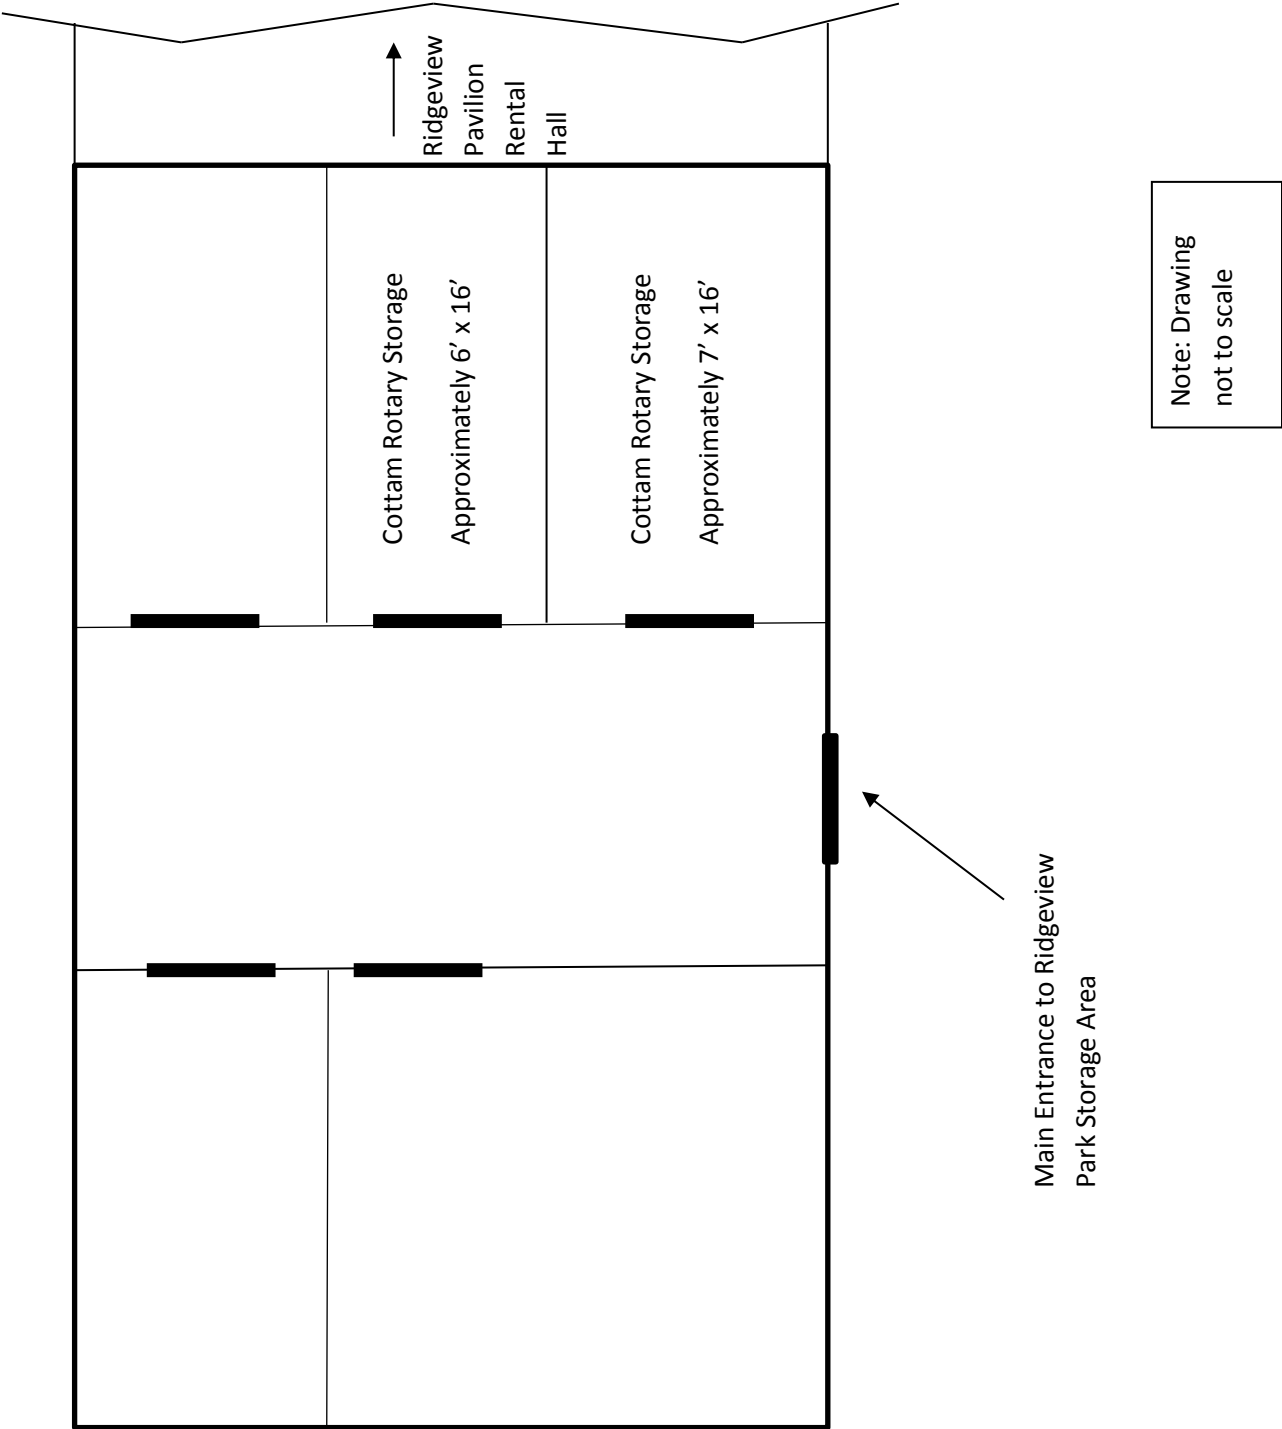 Ridgeview
Pavilion
Rental
Hall
Cottam Rotary Storage
Approximately 6’ x 16’
Cottam Rotary Storage
Approximately 7’ x 16’
Main Entrance to Ridgeview
Park Storage Area
Note: Drawing
not to scale